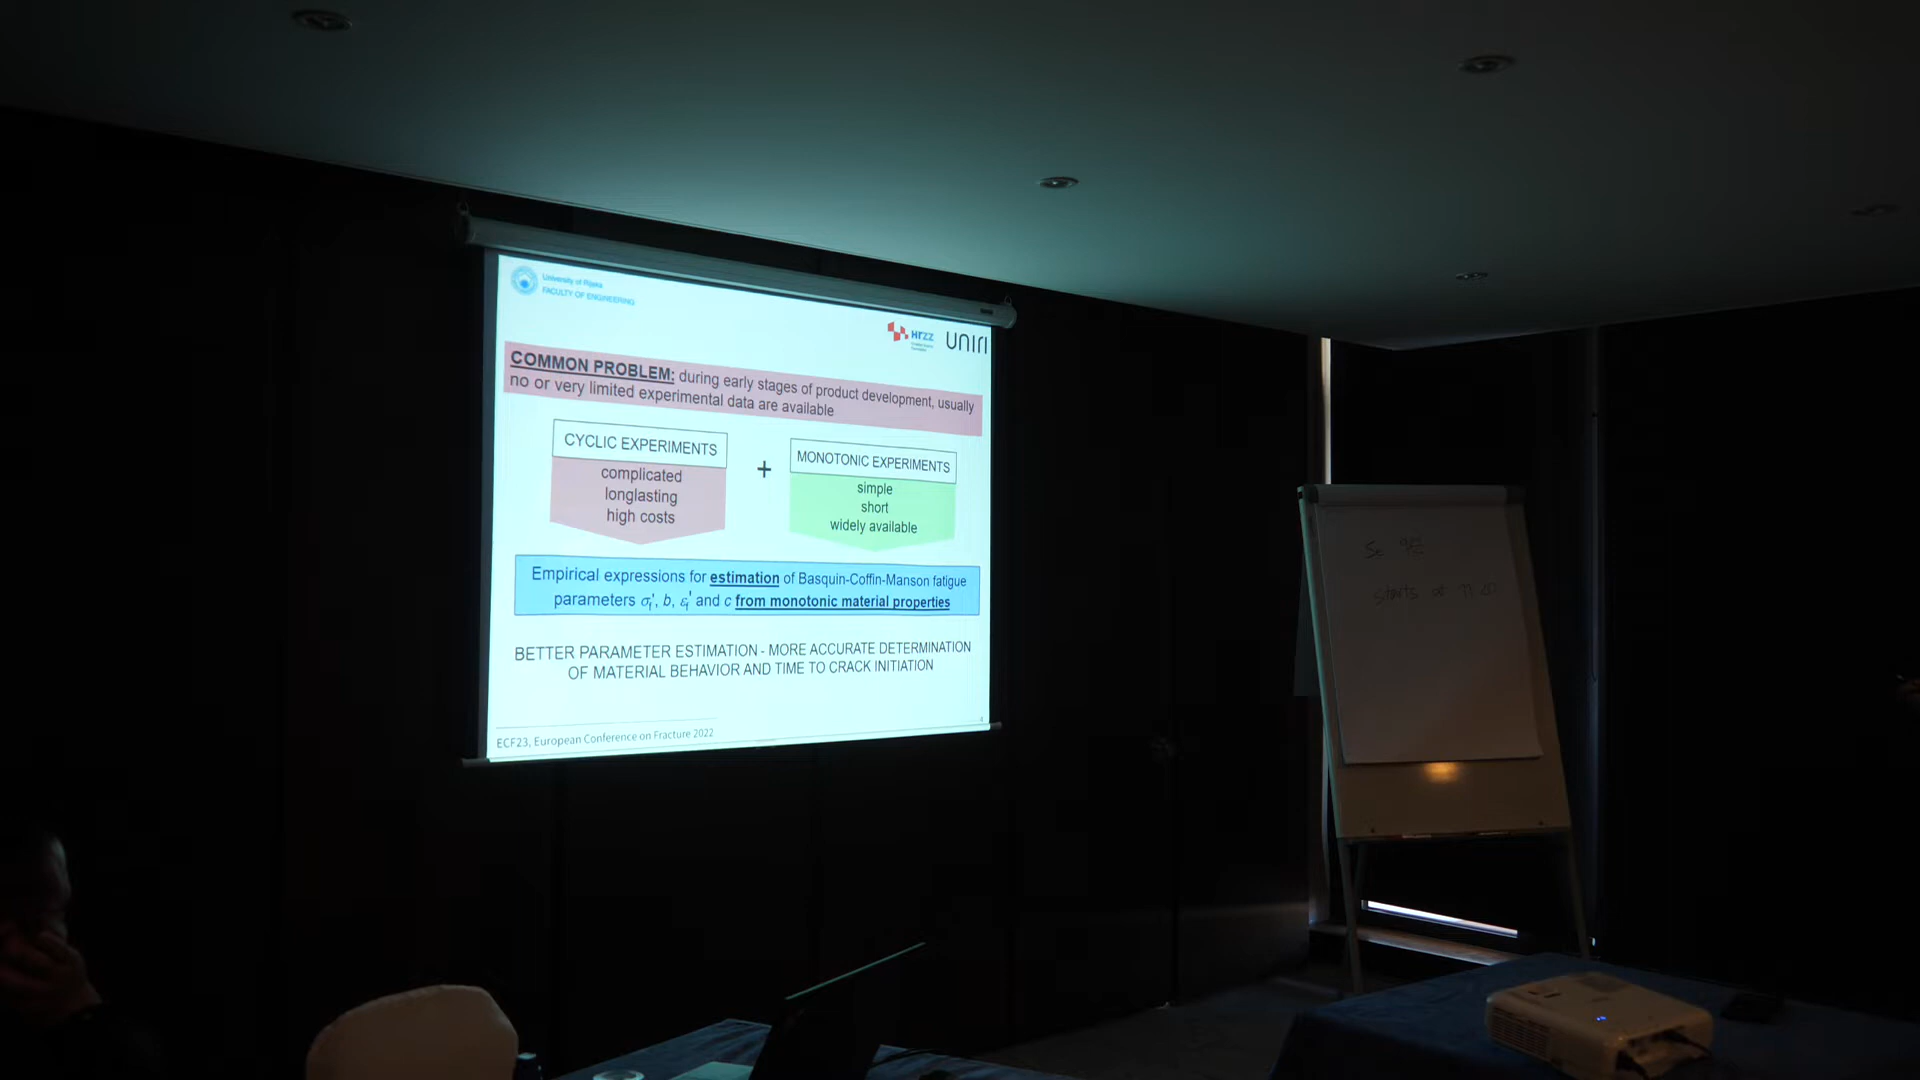 University of Rijeka
FACULTY OF ENGINEERING
HrZZ
UNIRI
COMMON PROBLEM: during early stages of product development, usually
no or very limited experimental data are available
CYCLIC EXPERIMENTS
complicated
longlasting
high costs
+
MONOTONIC EXPERIMENTS
simple
short
widely available
Empirical expressions for estimation of Basquin-Coffin-Manson fatigue
parameters σf', b, εf' and c from monotonic material properties
BETTER PARAMETER ESTIMATION - MORE ACCURATE DETERMINATION
OF MATERIAL BEHAVIOR AND TIME TO CRACK INITIATION
ECF23, European Conference on Fracture 2022
starts at